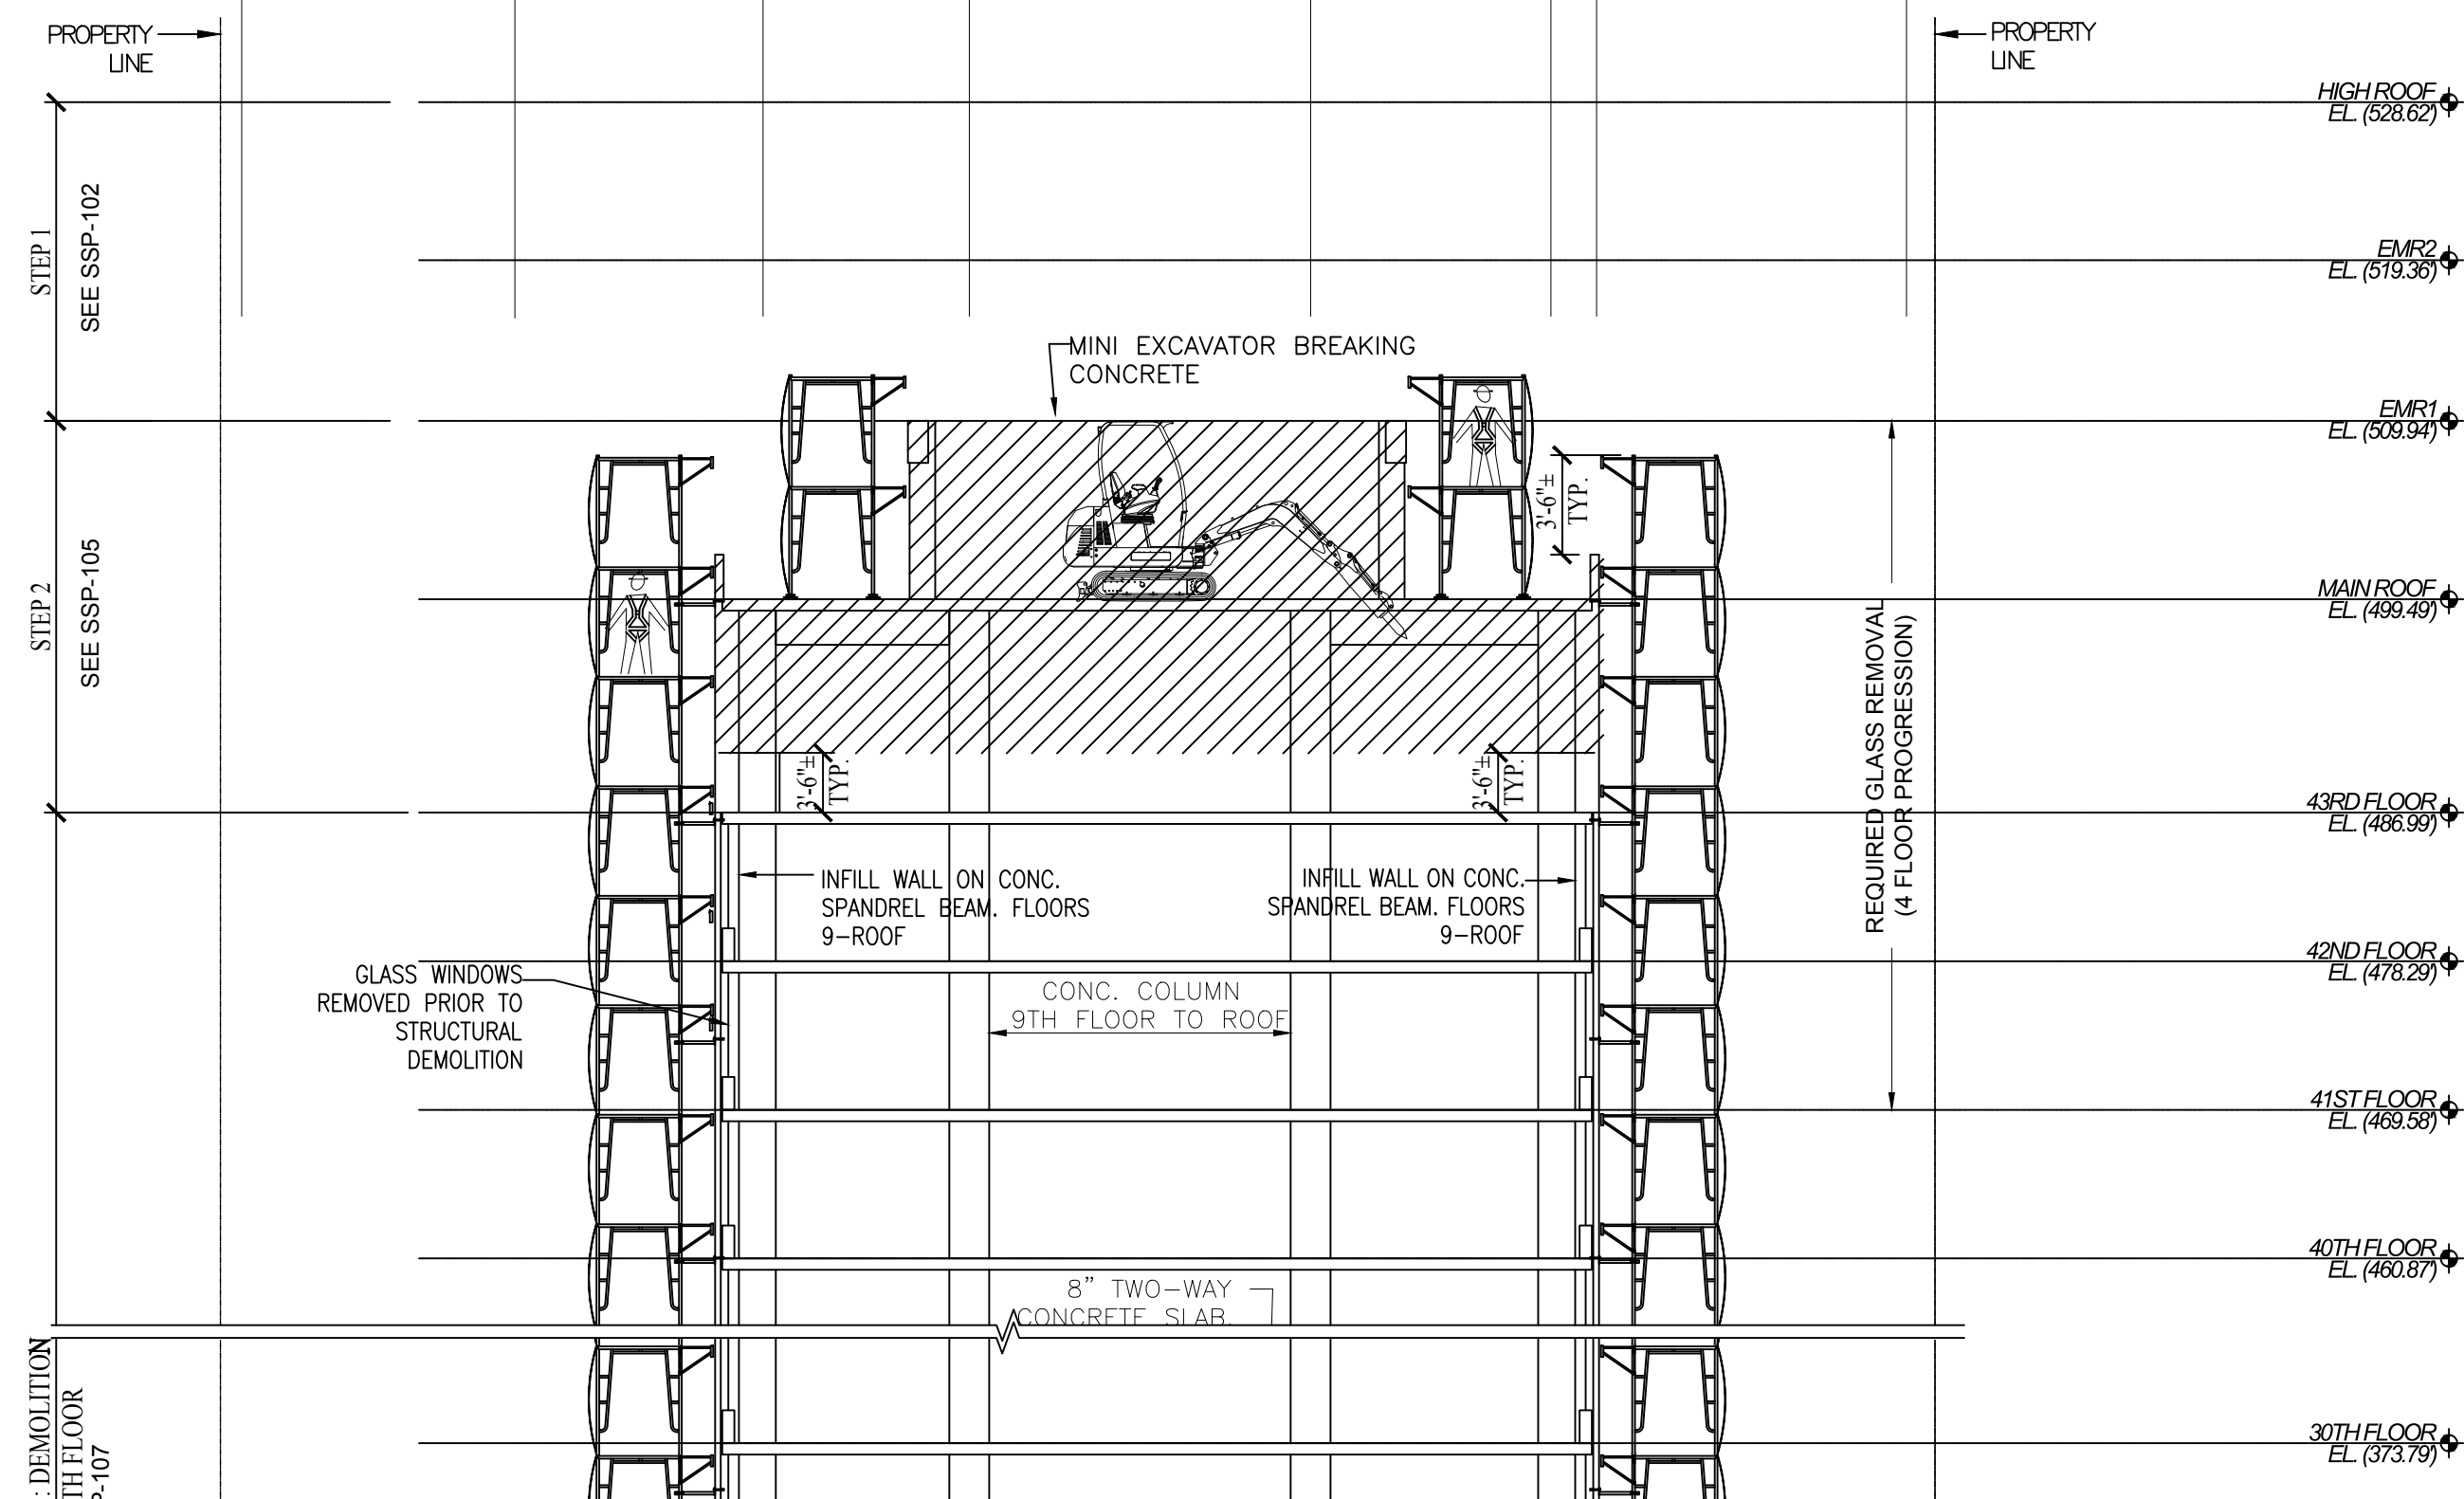 PROPERTY
LINE
PROPERTY
LINE
HIGH ROOF
EL. (528.62')
STEP 1
SEE SSP-102
EMR2
EL. (519.36')
MINI EXCAVATOR BREAKING
CONCRETE
EMR1
EL. (509.94')
3'-6"±
TYP.
STEP 2
SEE SSP-105
MAIN ROOF
EL. (499.49')
REQUIRED GLASS REMOVAL
(4 FLOOR PROGRESSION)
3'-6"±
TYP.
3'-6"±
TYP.
43RD FLOOR
EL. (486.99')
INFILL WALL ON CONC.
SPANDREL BEAM. FLOORS
9-ROOF
INFILL WALL ON CONC.
SPANDREL BEAM. FLOORS
9-ROOF
42ND FLOOR
EL. (478.29')
GLASS WINDOWS
REMOVED PRIOR TO
STRUCTURAL
DEMOLITION
CONC. COLUMN
9TH FLOOR TO ROOF
41ST FLOOR
EL. (469.58')
40TH FLOOR
EL. (460.87')
8" TWO-WAY
CONCRETE SLAB.
: DEMOLITION
TH FLOOR
P-107
30TH FLOOR
EL. (373.79')